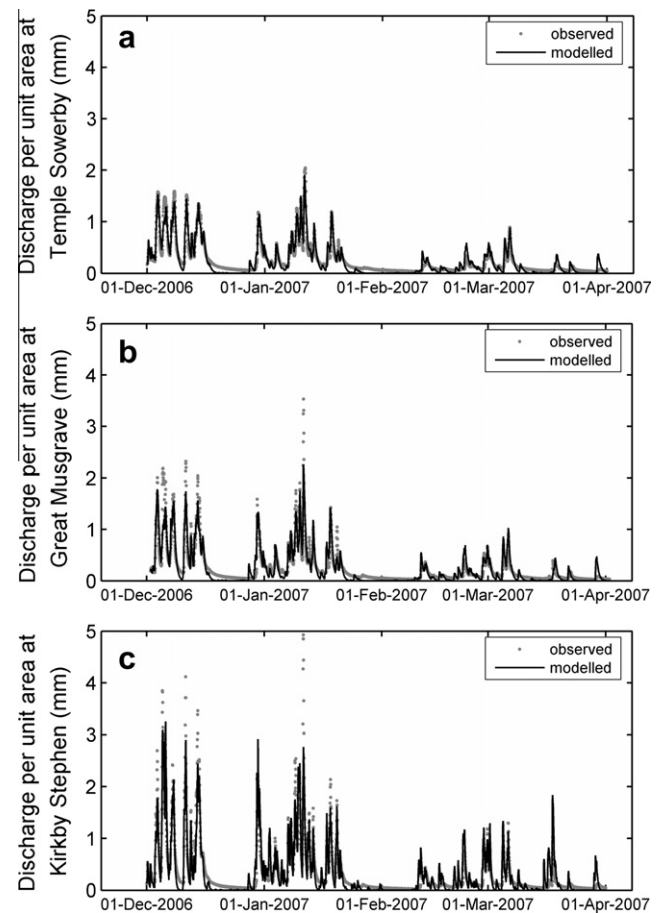 a
observed
modelled
Discharge per unit area at
Temple Sowerby (mm)
5
4
3
2
1
0
01-Dec-2006 01-Jan-2007 01-Feb-2007 01-Mar-2007 01-Apr-2007
b
observed
modelled
Discharge per unit area at
Great Musgrave (mm)
5
4
3
2
1
0
01-Dec-2006 01-Jan-2007 01-Feb-2007 01-Mar-2007 01-Apr-2007
c
observed
modelled
Discharge per unit area at
Kirkby Stephen (mm)
5
4
3
2
1
0
01-Dec-2006 01-Jan-2007 01-Feb-2007 01-Mar-2007 01-Apr-2007